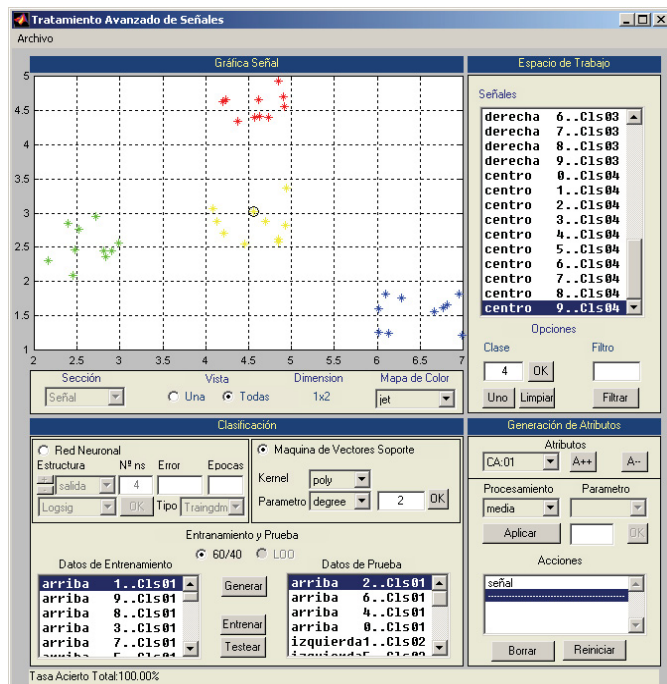 Tratamiento Avanzado de Señales
Archivo
Gráfica Señal
5
4.5
4
3.5
3
2.5
2
1.5
1
2 2.5 3 3.5 4 4.5 5 5.5 6 6.5 7
Sección Vista Dimension Mapa de Color
Señal Una Todas 1x2 jet
Espacio de Trabajo
Señales
derecha 6..Cls03
derecha 7..Cls03
derecha 8..Cls03
derecha 9..Cls03
centro 0..Cls04
centro 1..Cls04
centro 2..Cls04
centro 3..Cls04
centro 4..Cls04
centro 5..Cls04
centro 6..Cls04
centro 7..Cls04
centro 8..Cls04
centro 9..Cls04
Opciones
Clase Filtro
4 OK
Uno Limpiar Filtrar
Clasificación
Red Neuronal
Estructura Nº ns Error Epocas
salida 4
Logsig OK Tipo Traingdm
Maquina de Vectores Soporte
Kernel poly
Parametro degree 2 OK
Entranamiento y Prueba
60/40 LOO
Datos de Entrenamiento
arriba 1..Cls01
arriba 9..Cls01
arriba 8..Cls01
arriba 3..Cls01
arriba 7..Cls01
Generar
Entrenar
Testear
Datos de Prueba
arriba 2..Cls01
arriba 6..Cls01
arriba 4..Cls01
arriba 0..Cls01
izquierda1..Cls02
Generación de Atributos
Atributos
CA:01 A++ A--
Procesamiento Parametro
media
Aplicar OK
Acciones
señal
Borrar Reiniciar
Tasa Acierto Total:100.00%